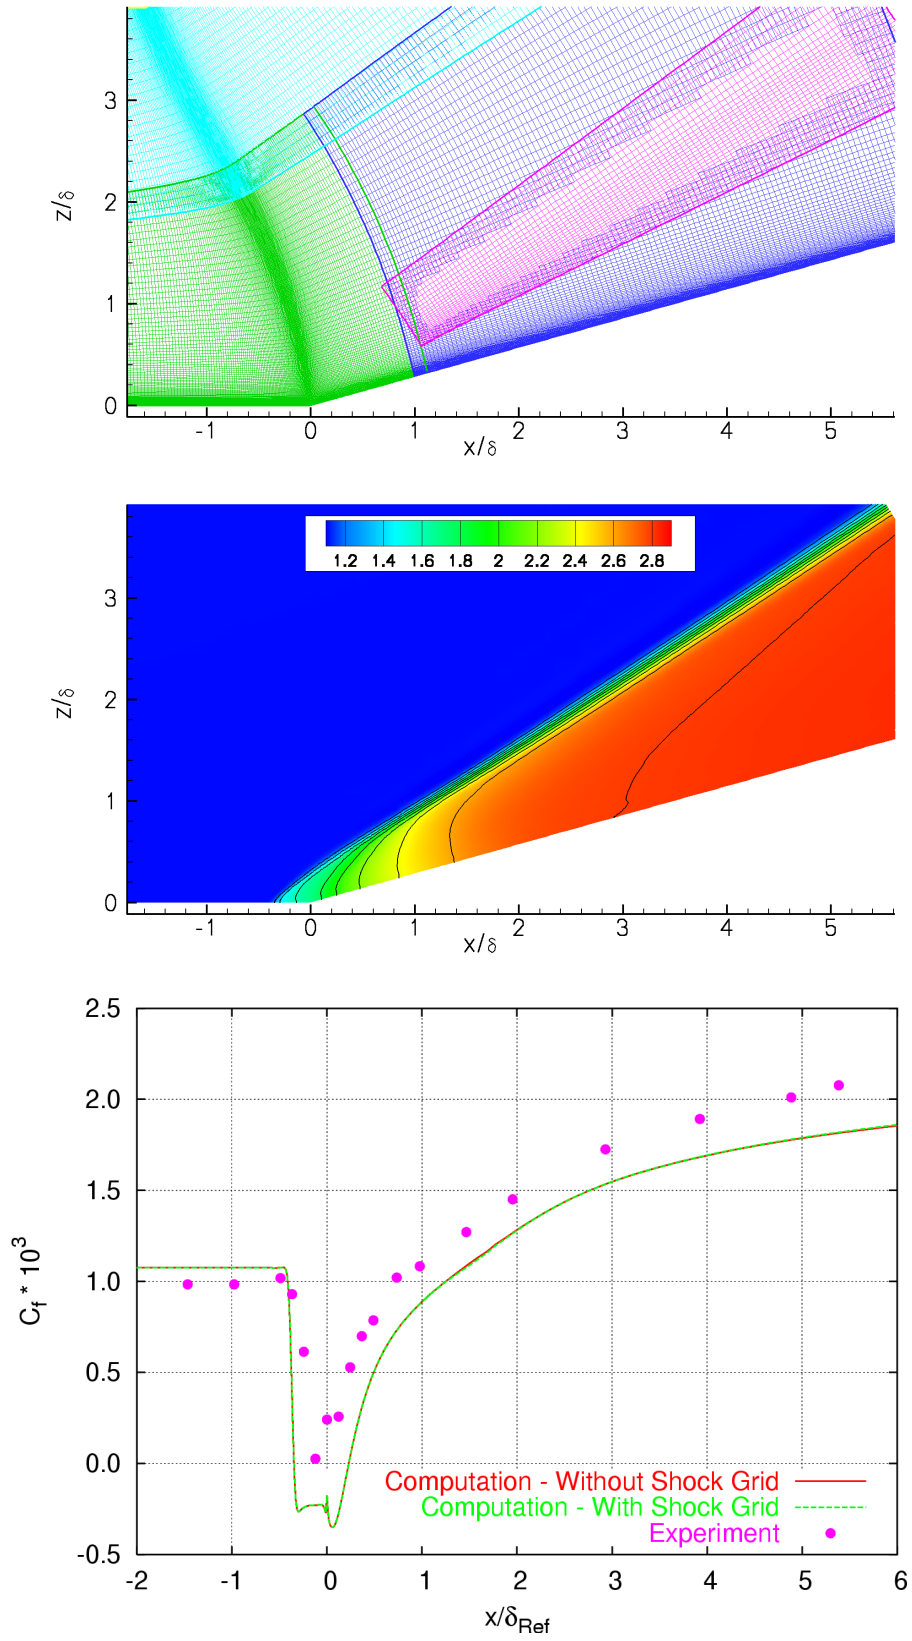 z/δ
3
2
1
0
-1 0 1 2 3 4 5
x/δ
1.2 1.4 1.6 1.8 2 2.2 2.4 2.6 2.8
z/δ
3
2
1
0
-1 0 1 2 3 4 5
x/δ
C_f * 10^3
2.5
2.0
1.5
1.0
0.5
0.0
-0.5
Computation - Without Shock Grid
Computation - With Shock Grid
Experiment
-2 -1 0 1 2 3 4 5 6
x/δ_Ref